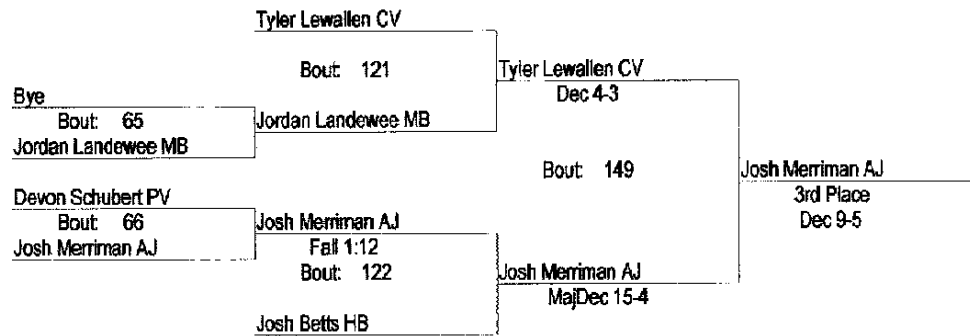 Tyler Lewallen CV
Bout: 121
Tyler Lewallen CV
Dec 4-3
Bye
Bout: 65
Jordan Landewee MB
Jordan Landewee MB
Bout: 149
Josh Merriman AJ
3rd Place
Dec 9-5
Devon Schubert PV
Bout: 66
Josh Merriman AJ
Josh Merriman AJ
Fall 1:12
Bout: 122
Josh Merriman AJ
MajDec 15-4
Josh Betts HB